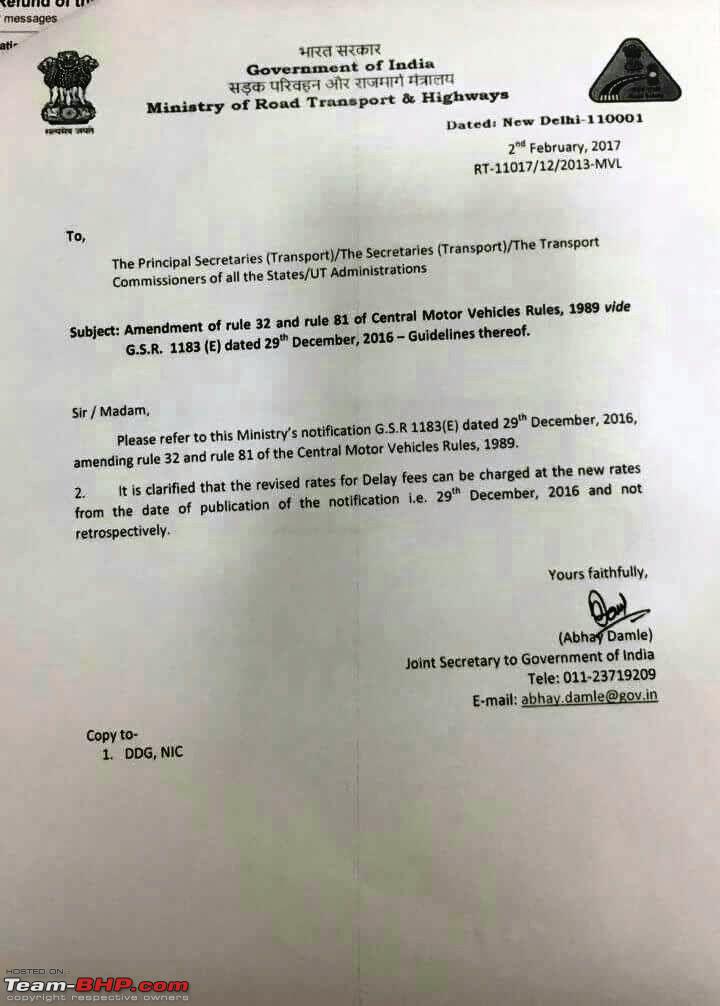 messages
भारत सरकार
Government of India
सड़क परिवहन और राजमार्ग मंत्रालय
Ministry of Road Transport & Highways
सत्यमेव जयते
Dated: New Delhi-110001
2nd February, 2017
RT-11017/12/2013-MVL
To,
The Principal Secretaries (Transport)/The Secretaries (Transport)/The Transport
Commissioners of all the States/UT Administrations
Subject: Amendment of rule 32 and rule 81 of Central Motor Vehicles Rules, 1989 vide
G.S.R. 1183 (E) dated 29th December, 2016 – Guidelines thereof.
Sir / Madam,
Please refer to this Ministry's notification G.S.R 1183(E) dated 29th December, 2016,
amending rule 32 and rule 81 of the Central Motor Vehicles Rules, 1989.
2. It is clarified that the revised rates for Delay fees can be charged at the new rates
from the date of publication of the notification i.e. 29th December, 2016 and not
retrospectively.
Yours faithfully,
(Abhay Damle)
Joint Secretary to Government of India
Tele: 011-23719209
E-mail: abhay.damle@gov.in
Copy to-
1. DDG, NIC
HOSTED ON :
Team-BHP.com
copyright respective owners